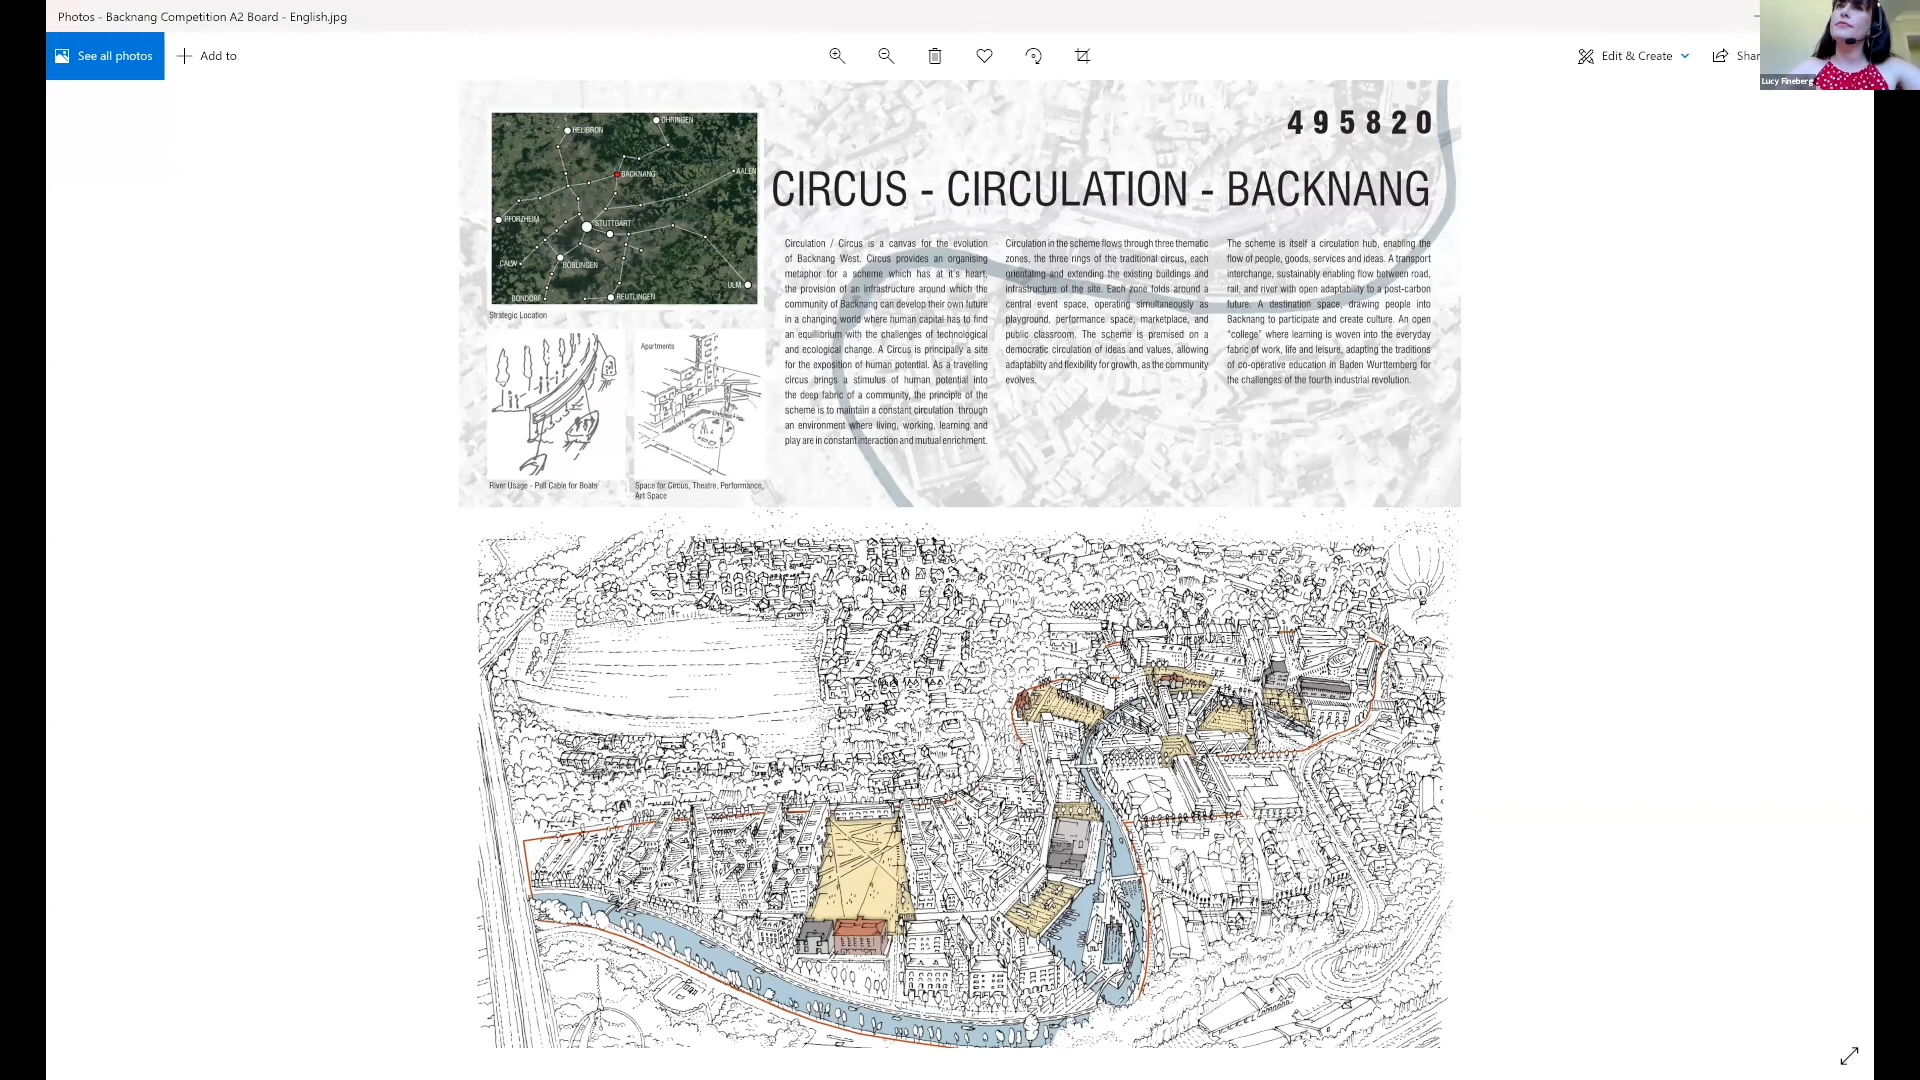 Photos - Backnang Competition A2 Board - English.jpg
See all photos
Add to
Edit & Create
Lucy Fineberg
495820
CIRCUS - CIRCULATION - BACKNANG
HELIBRON
OHRINGEN
BACKNANG
AALEN
PFORZHEIM
STUTTGART
CALW
BOBLINGEN
ULM
BONDORF
REUTLINGEN
Strategic Location
Apartments
River Usage - Pull Cable for Boats
Space for Circus, Theatre, Performance,
Art Space
Circulation / Circus is a canvas for the evolution
of Backnang West. Circus provides an organising
metaphor for a scheme which has at it's heart,
the provision of an infrastructure around which the
community of Backnang can develop their own future
in a changing world where human capital has to find
an equilibrium with the challenges of technological
and ecological change. A Circus is principally a site
for the exposition of human potential. As a travelling
circus brings a stimulus of human potential into
the deep fabric of a community, the principle of the
scheme is to maintain a constant circulation through
an environment where living, working, learning and
play are in constant interaction and mutual enrichment.
Circulation in the scheme flows through three thematic
zones, the three rings of the traditional circus, each
orientating and extending the existing buildings and
infrastructure of the site. Each zone folds around a
central event space, operating simultaneously as
playground, performance space, marketplace, and
public classroom. The scheme is premised on a
democratic circulation of ideas and values, allowing
adaptability and flexibility for growth, as the community
evolves.
The scheme is itself a circulation hub, enabling the
flow of people, goods, services and ideas. A transport
interchange, sustainably enabling flow between road,
rail, and river with open adaptability to a post-carbon
future. A destination space, drawing people into
Backnang to participate and create culture. An open
“college” where learning is woven into the everyday
fabric of work, life and leisure, adapting the traditions
of co-operative education in Baden Wurttemberg for
the challenges of the fourth industrial revolution.